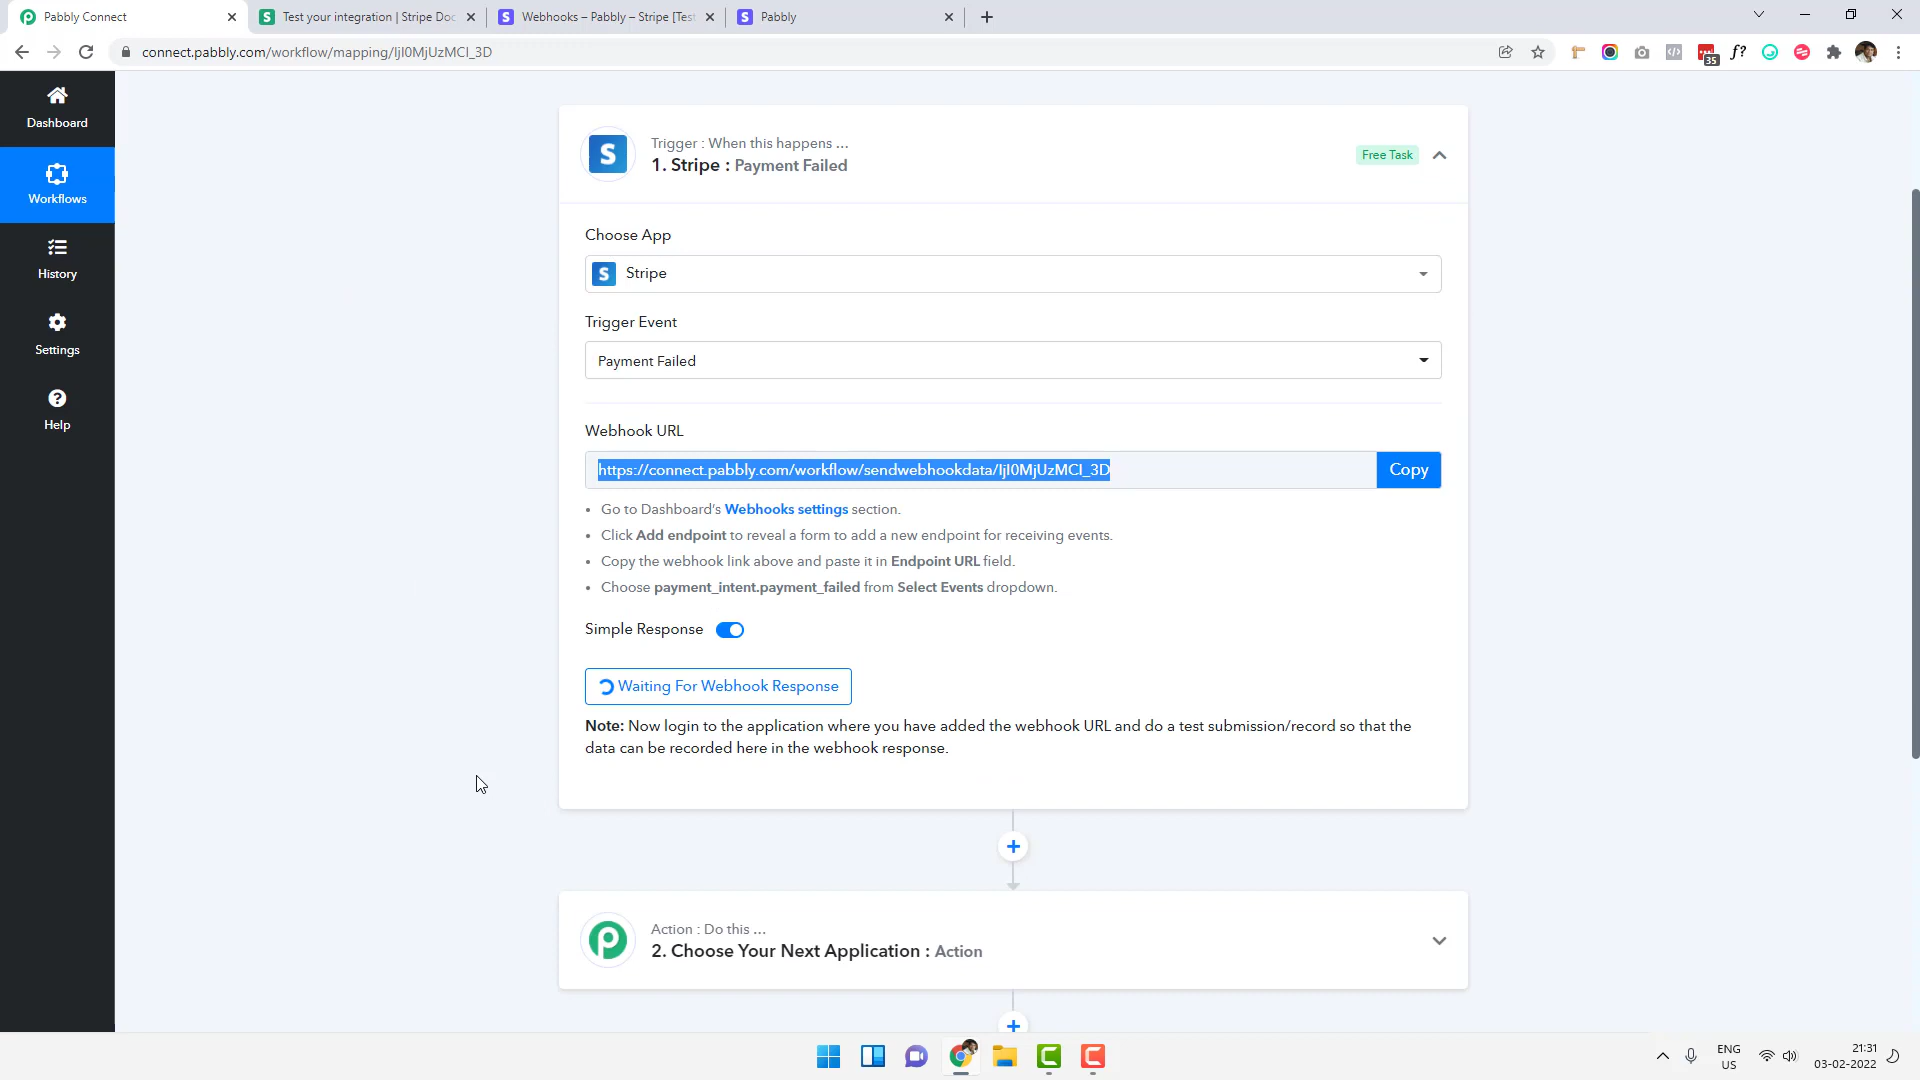 Pabbly Connect
Test your integration | Stripe Doc
Webhooks – Pabbly – Stripe [Test
Pabbly
connect.pabbly.com/workflow/mapping/IjI0MjUzMCI_3D
35
f?
Dashboard
Workflows
History
Settings
Help
Trigger : When this happens ...
1. Stripe : Payment Failed
Free Task
Choose App
Stripe
Trigger Event
Payment Failed
Webhook URL
https://connect.pabbly.com/workflow/sendwebhookdata/IjI0MjUzMCI_3D
Copy
• Go to Dashboard's Webhooks settings section.
• Click Add endpoint to reveal a form to add a new endpoint for receiving events.
• Copy the webhook link above and paste it in Endpoint URL field.
• Choose payment_intent.payment_failed from Select Events dropdown.
Simple Response
Waiting For Webhook Response
Note: Now login to the application where you have added the webhook URL and do a test submission/record so that the
data can be recorded here in the webhook response.
Action : Do this ...
2. Choose Your Next Application : Action
ENG
US
21:31
03-02-2022